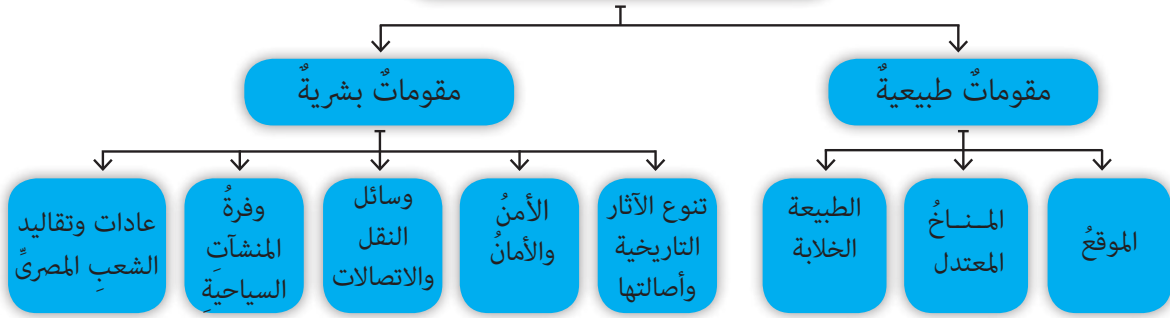 مقوماتٌ طبيعيةٌ
مقوماتٌ بشريةٌ
الموقعُ
المـنـاخُ
المعتدل
الطبيعة
الخلابة
تنوع الآثار
التاريخية
وأصالتها
الأمنُ
والأمانُ
وسائل
النقل
والاتصالات
وفرةُ
المنشآتِ
السياحيةِ
عادات وتقاليد
الشعبِ المصرىِّ